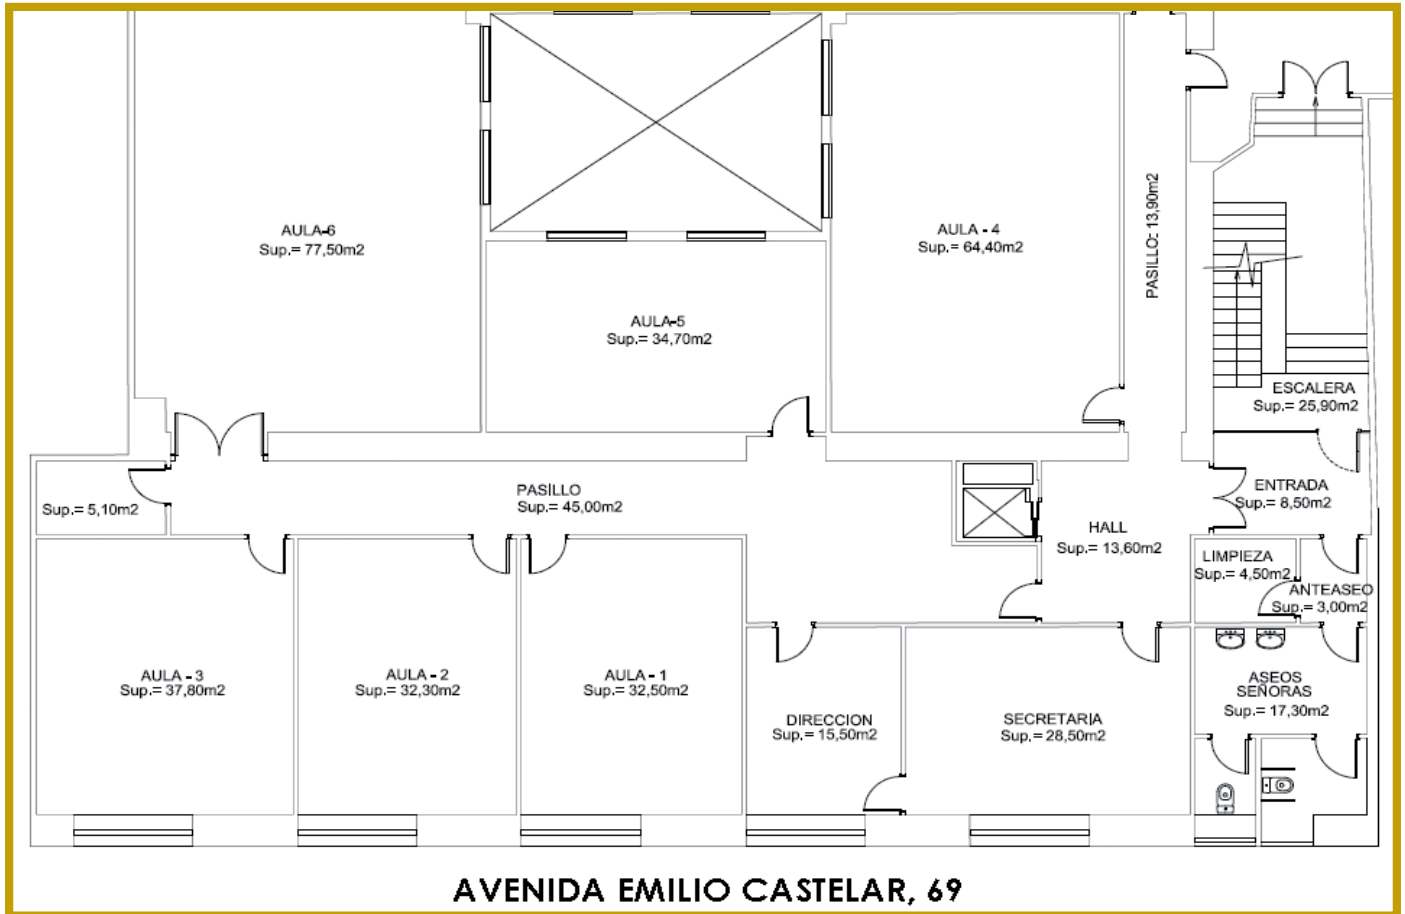 AULA-6
Sup.= 77,50m2
AULA - 4
Sup.= 64,40m2
PASILLO: 13,90m2
AULA-5
Sup.= 34,70m2
ESCALERA
Sup.= 25,90m2
PASILLO
Sup.= 45,00m2
Sup.= 5,10m2
ENTRADA
Sup.= 8,50m2
HALL
Sup.= 13,60m2
LIMPIEZA
Sup.= 4,50m2
ANTEASEO
Sup.= 3,00m2
AULA - 3
Sup.= 37,80m2
AULA - 2
Sup.= 32,30m2
AULA - 1
Sup.= 32,50m2
DIRECCION
Sup.= 15,50m2
SECRETARIA
Sup.= 28,50m2
ASEOS
SEÑORAS
Sup.= 17,30m2
AVENIDA EMILIO CASTELAR, 69